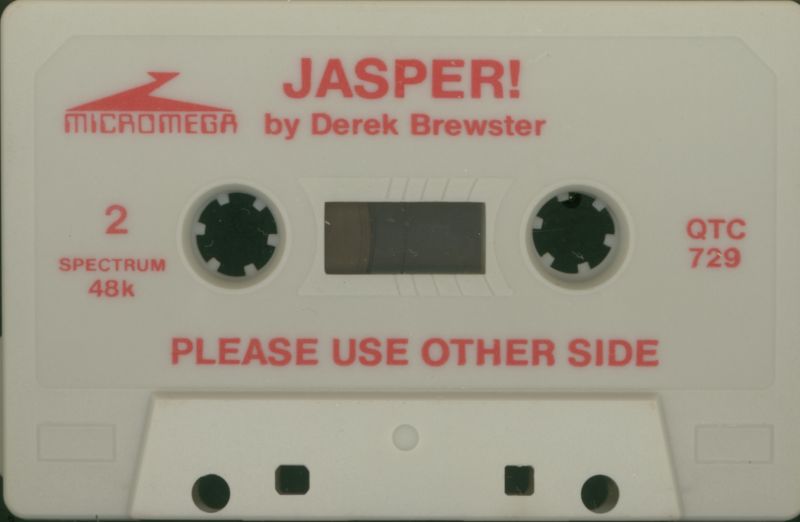 JASPER!
MICROMEGA
by Derek Brewster
2
SPECTRUM
48k
QTC
729
PLEASE USE OTHER SIDE